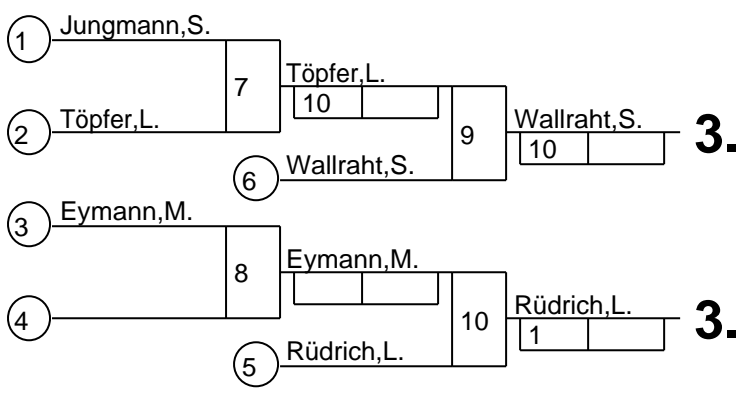 1 Jungmann,S.
7 Töpfer,L.
10
2 Töpfer,L.
9 Wallraht,S. 3.
10
6 Wallraht,S.
3 Eymann,M.
8 Eymann,M.
4
10 Rüdrich,L. 3.
1
5 Rüdrich,L.